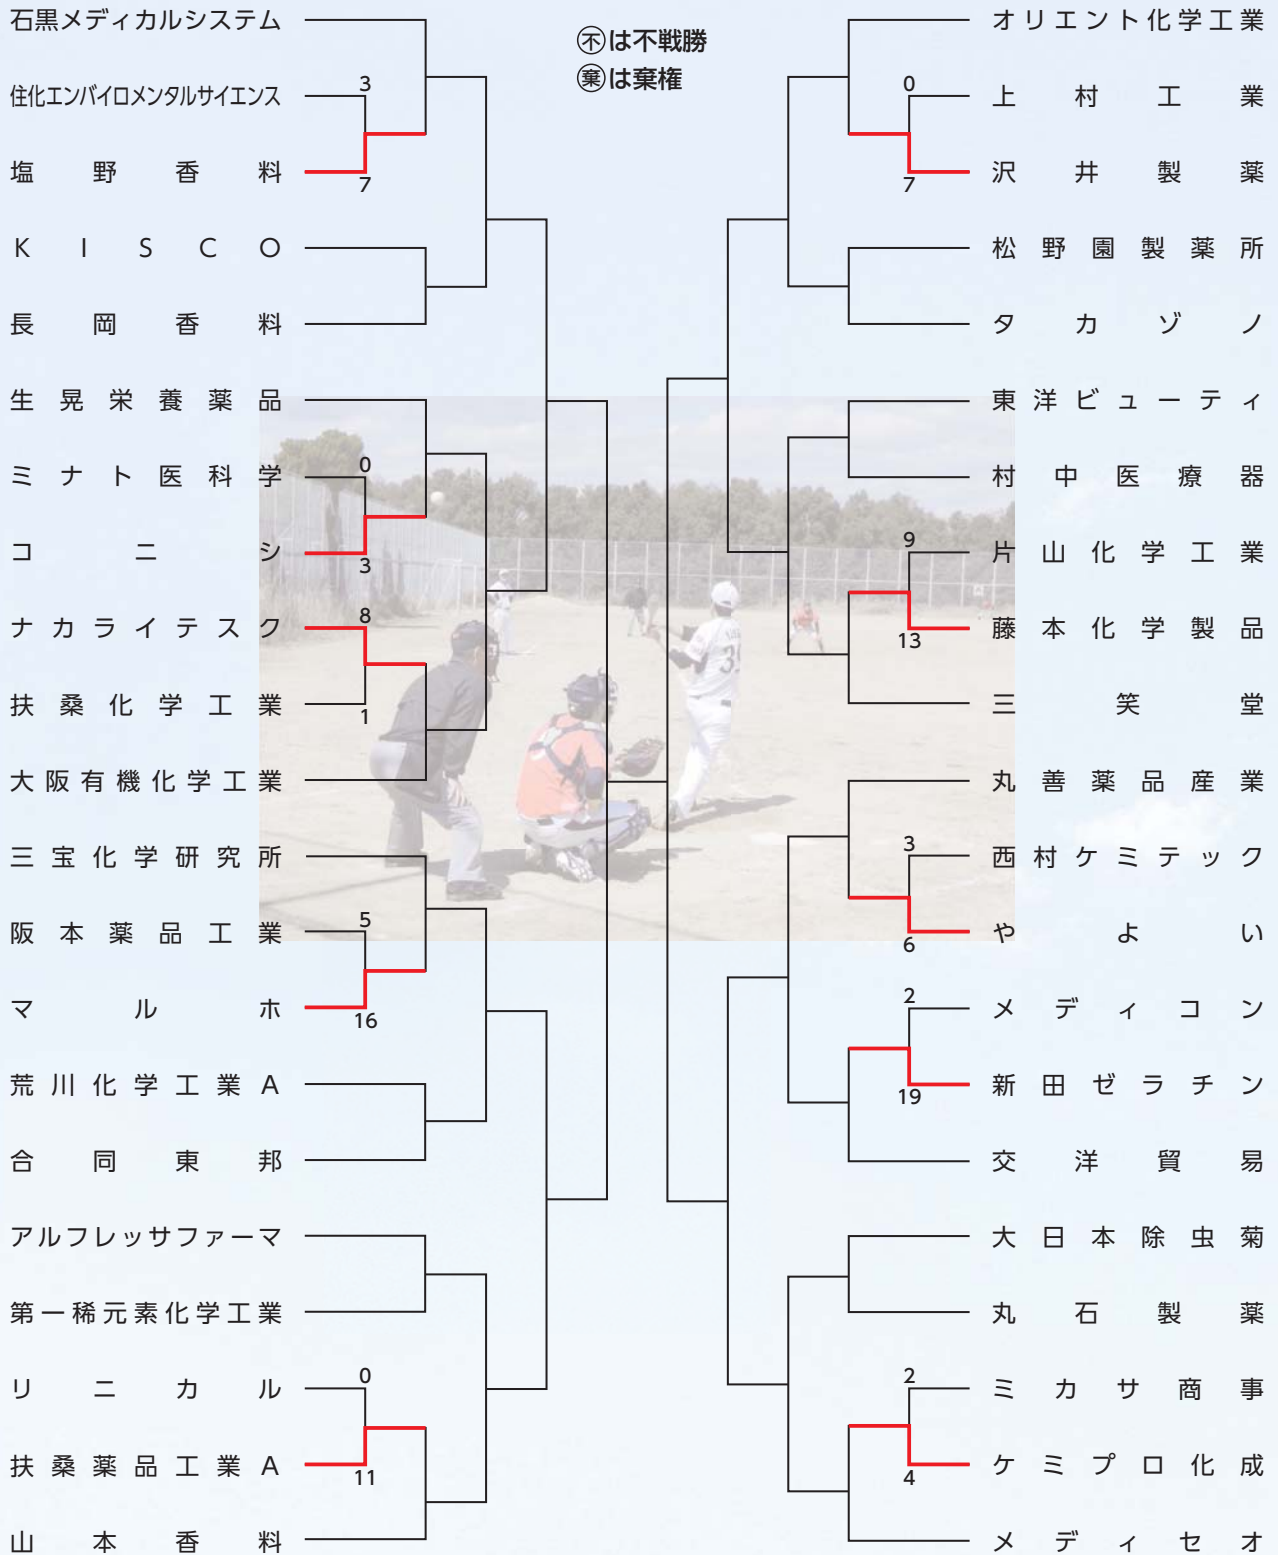 不は不戦勝
棄は棄権
石黒メディカルシステム
住化エンバイロメンタルサイエンス
3
塩野香料
7
KISCO
長岡香料
生晃栄養薬品
ミナト医科学
0
コニシ
3
ナカライテスク
8
扶桑化学工業
1
大阪有機化学工業
三宝化学研究所
阪本薬品工業
5
マルホ
16
荒川化学工業A
合同東邦
アルフレッサファーマ
第一稀元素化学工業
リニカル
0
扶桑薬品工業A
11
山本香料
オリエント化学工業
0
上村工業
7
沢井製薬
松野園製薬所
タカゾノ
東洋ビューティ
村中医療器
9
片山化学工業
13
藤本化学製品
三笑堂
丸善薬品産業
3
西村ケミテック
6
やよい
2
メディコン
19
新田ゼラチン
交洋貿易
大日本除虫菊
丸石製薬
2
ミカサ商事
4
ケミプロ化成
メディセオ